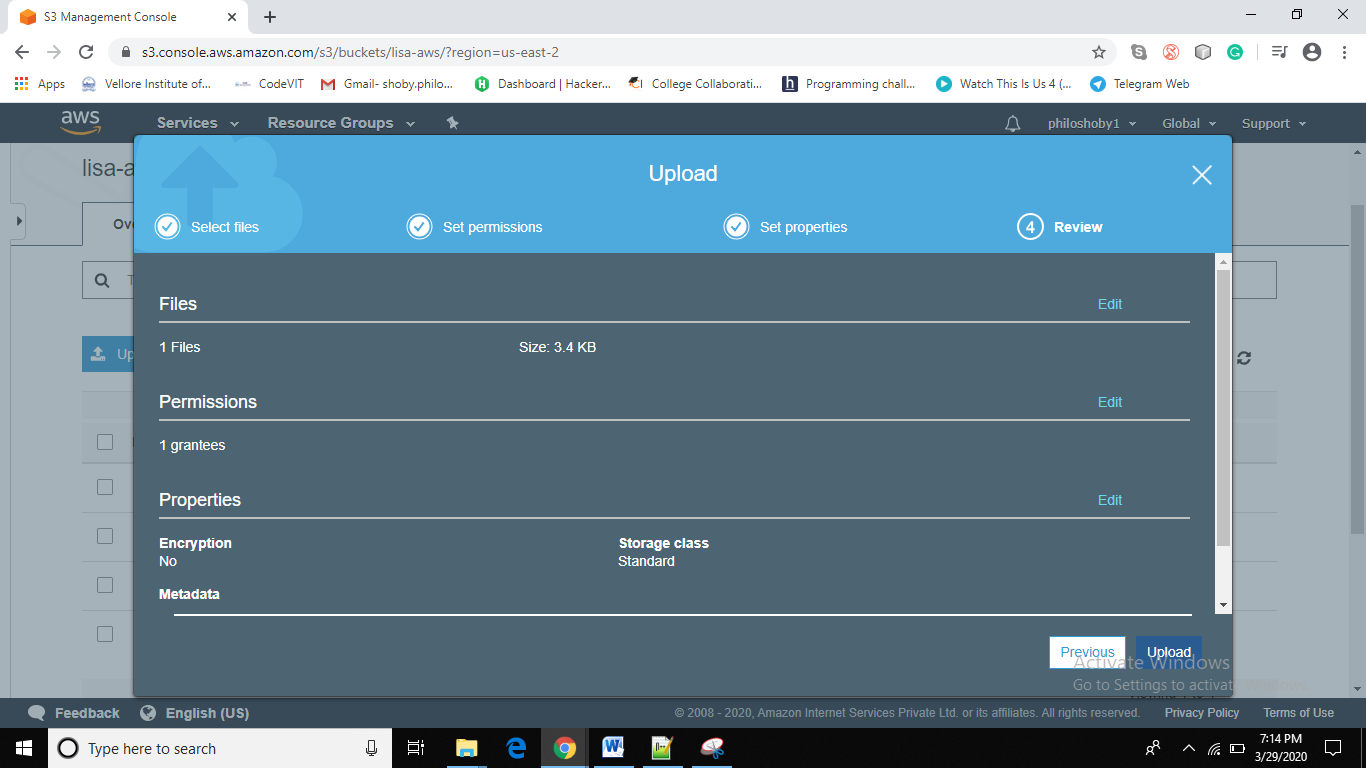 S3 Management Console
s3.console.aws.amazon.com/s3/buckets/lisa-aws/?region=us-east-2
Apps Vellore Institute of... CodeVIT Gmail- shoby.philo... Dashboard | Hacker... College Collaborati... Programming chall... Watch This Is Us 4 (... Telegram Web
aws Services Resource Groups philoshoby1 Global Support
lisa-a
Upload
Ov
Select files Set permissions Set properties 4 Review
T
Files Edit
1 Files Size: 3.4 KB
Up
Permissions Edit
1 grantees
Properties Edit
Encryption Storage class
No Standard
Metadata
Previous Upload
Activate Windows
Go to Settings to activat
Feedback English (US) © 2008 - 2020, Amazon Internet Services Private Ltd. or its affiliates. All rights reserved. Privacy Policy Terms of Use
Type here to search
7:14 PM
3/29/2020